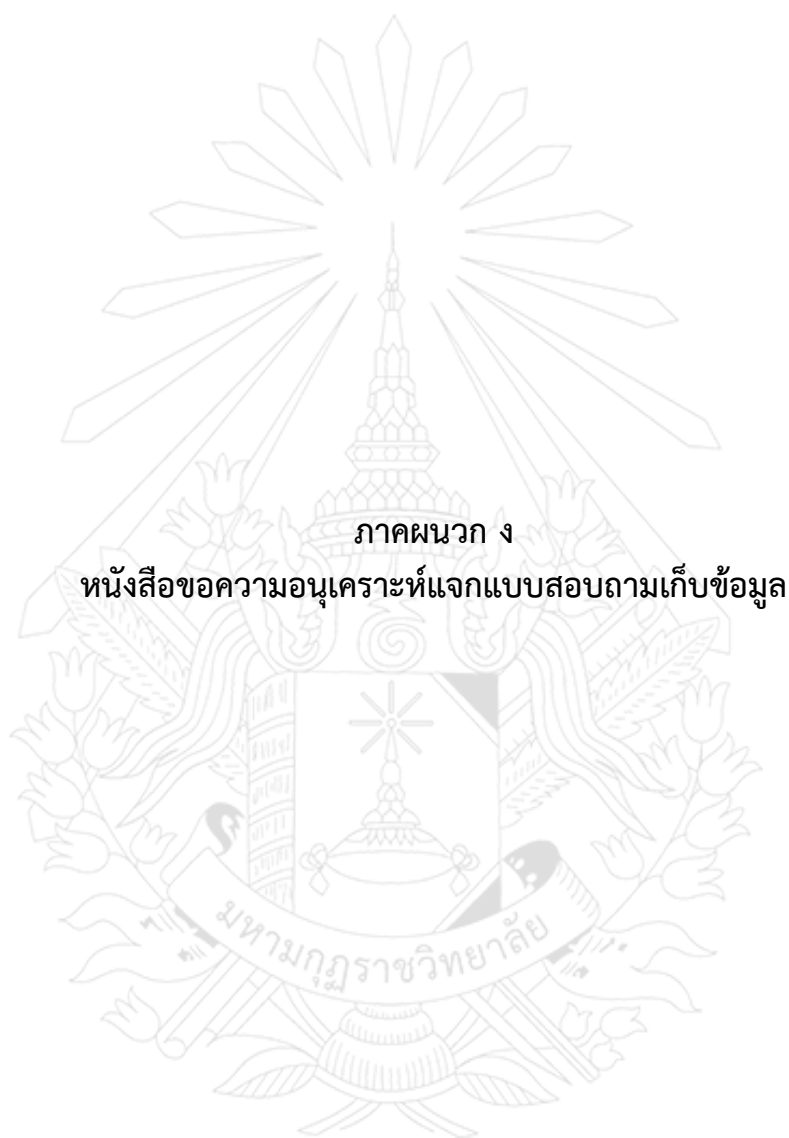 ภาคผนวก ง
หนังสือขอความอนุเคราะห์แจกแบบสอบถามเก็บข้อมูล
มหามกุฏราชวิทยาลัย